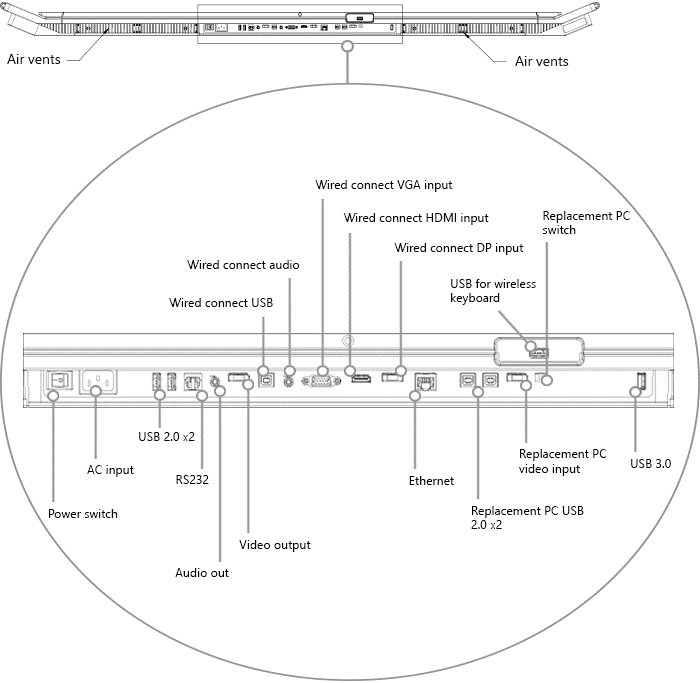 Air vents
Air vents
Wired connect VGA input
Wired connect HDMI input
Replacement PC
switch
Wired connect DP input
Wired connect audio
USB for wireless
keyboard
Wired connect USB
USB 2.0 x2
AC input
RS232
Replacement PC
video input
USB 3.0
Ethernet
Power switch
Replacement PC USB
2.0 x2
Video output
Audio out